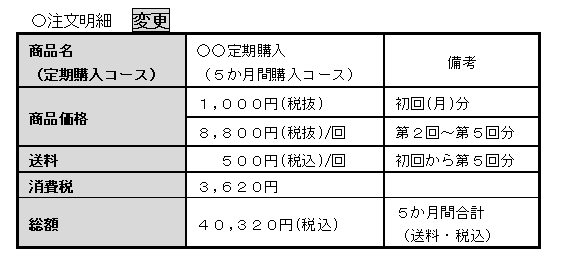 ○注文明細 変更
商品名
（定期購入コース）
○○定期購入
（５か月間購入コース）
備考
商品価格
１,０００円(税抜)
初回(月)分
８,８００円(税抜)/回
第２回～第５回分
送料
５００円(税込)/回
初回から第５回分
消費税
３,６２０円
総額
４０,３２０円(税込)
５か月間合計
（送料・税込）